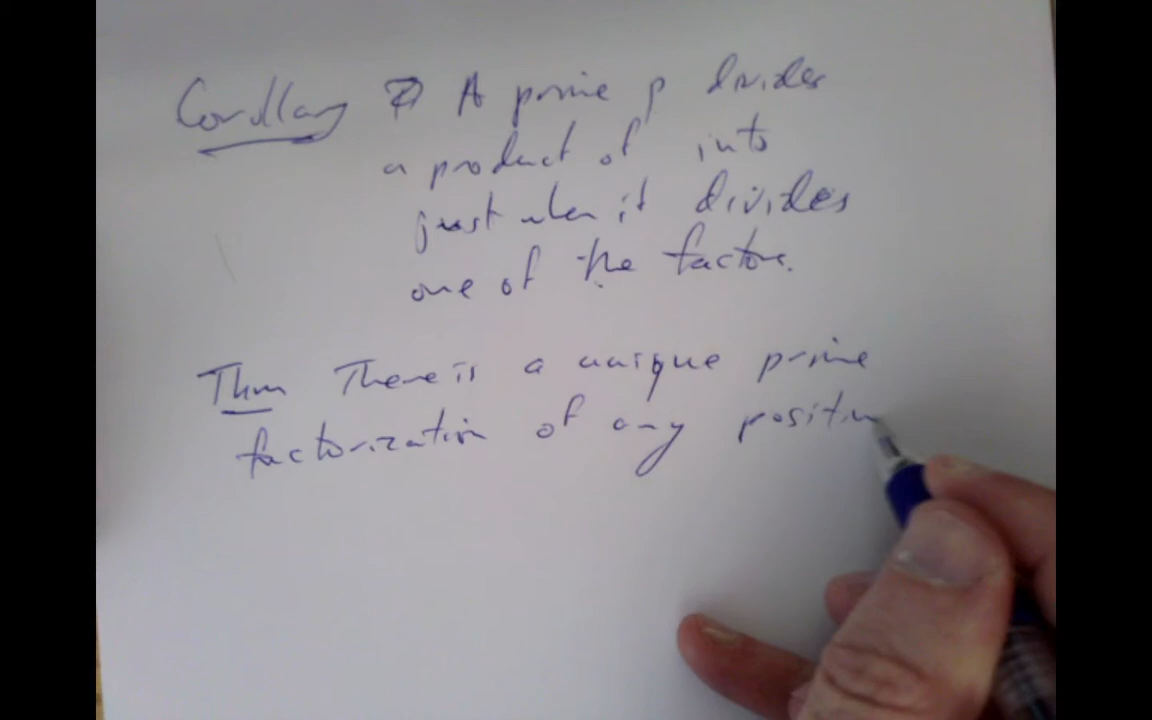 Corollary A prime p divides
a product of ints
just when it divides
one of the factors.
Thm There is a unique prime
factorization of any positiv